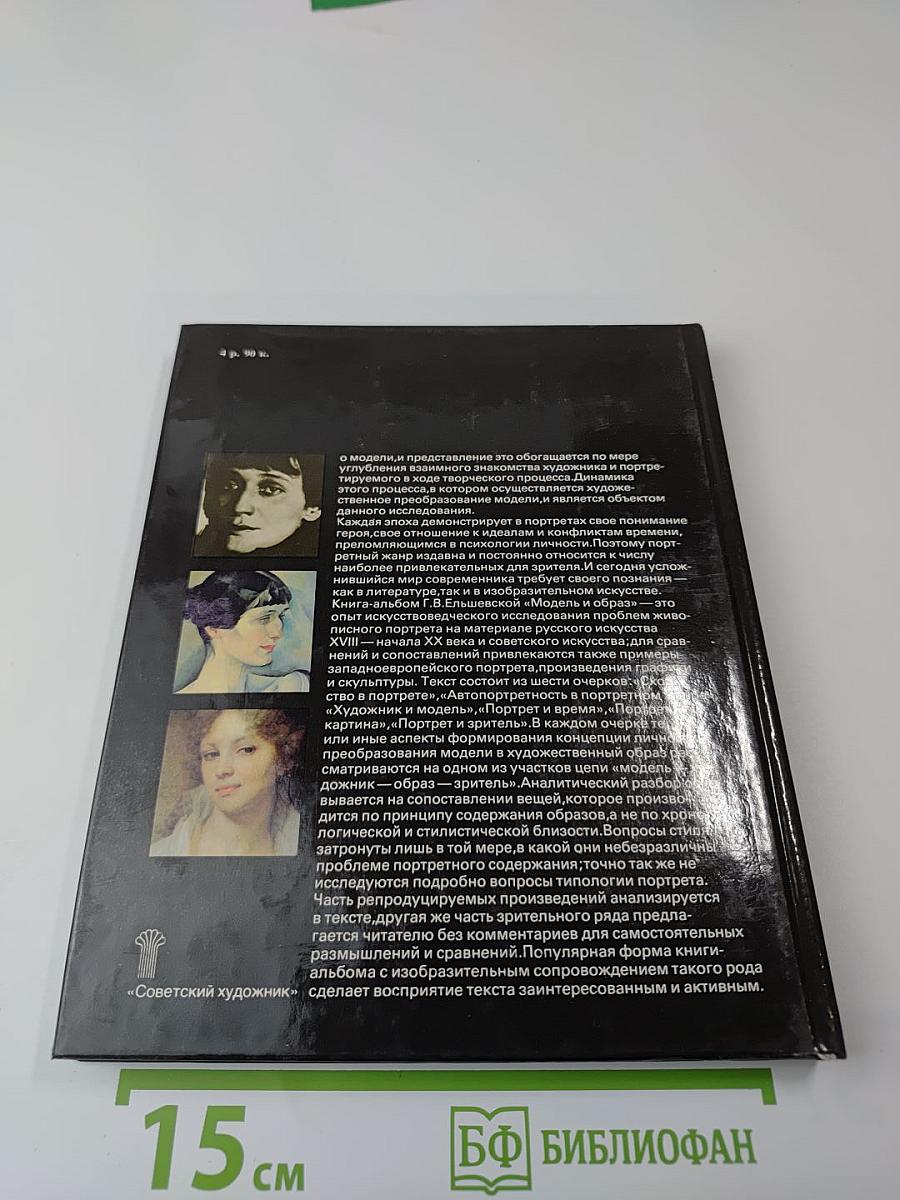 4 р. 90 к.
о модели,и представление это обогащается по мере
углубления взаимного знакомства художника и портре-
тируемого в ходе творческого процесса.Динамика
этого процесса,в котором осуществляется художе-
ственное преобразование модели,и является объектом
данного исследования.
Каждая эпоха демонстрирует в портретах свое понимание
героя,свое отношение к идеалам и конфликтам времени,
преломляющимся в психологии личности.Поэтому порт-
ретный жанр издавна и постоянно относится к числу
наиболее привлекательных для зрителя.И сегодня услож-
нившийся мир современника требует своего познания —
как в литературе,так и в изобразительном искусстве.
Книга-альбом Г.В.Ельшевской «Модель и образ» — это
опыт искусствоведческого исследования проблем живо-
писного портрета на материале русского искусства
XVIII — начала XX века и советского искусства;для срав-
нений и сопоставлений привлекаются также примеры
западноевропейского портрета,произведения графики
и скульптуры. Текст состоит из шести очерков:
ство в портрете»,«Автопортретность в портретном
«Художник и модель»,«Портрет и время»,
картина»,«Портрет и зритель».В каждом очерке
или иные аспекты формирования концепции
преобразования модели в художественный образ
сматриваются на одном из участков цепи «модель
дожник — образ — зритель».Аналитический разбор
вывается на сопоставлении вещей,которое произво-
дится по принципу содержания образов,а не по хроно-
логической и стилистической близости.Вопросы стиля
затронуты лишь в той мере,в какой они небезразличны
проблеме портретного содержания;точно так же не
исследуются подробно вопросы типологии портрета.
Часть репродуцируемых произведений анализируется
в тексте,другая же часть зрительного ряда предла-
гается читателю без комментариев для самостоятельных
размышлений и сравнений.Популярная форма книги-
альбома с изобразительным сопровождением такого рода
сделает восприятие текста заинтересованным и активным.
«Советский художник»
15 см
БФ БИБЛИОФАН